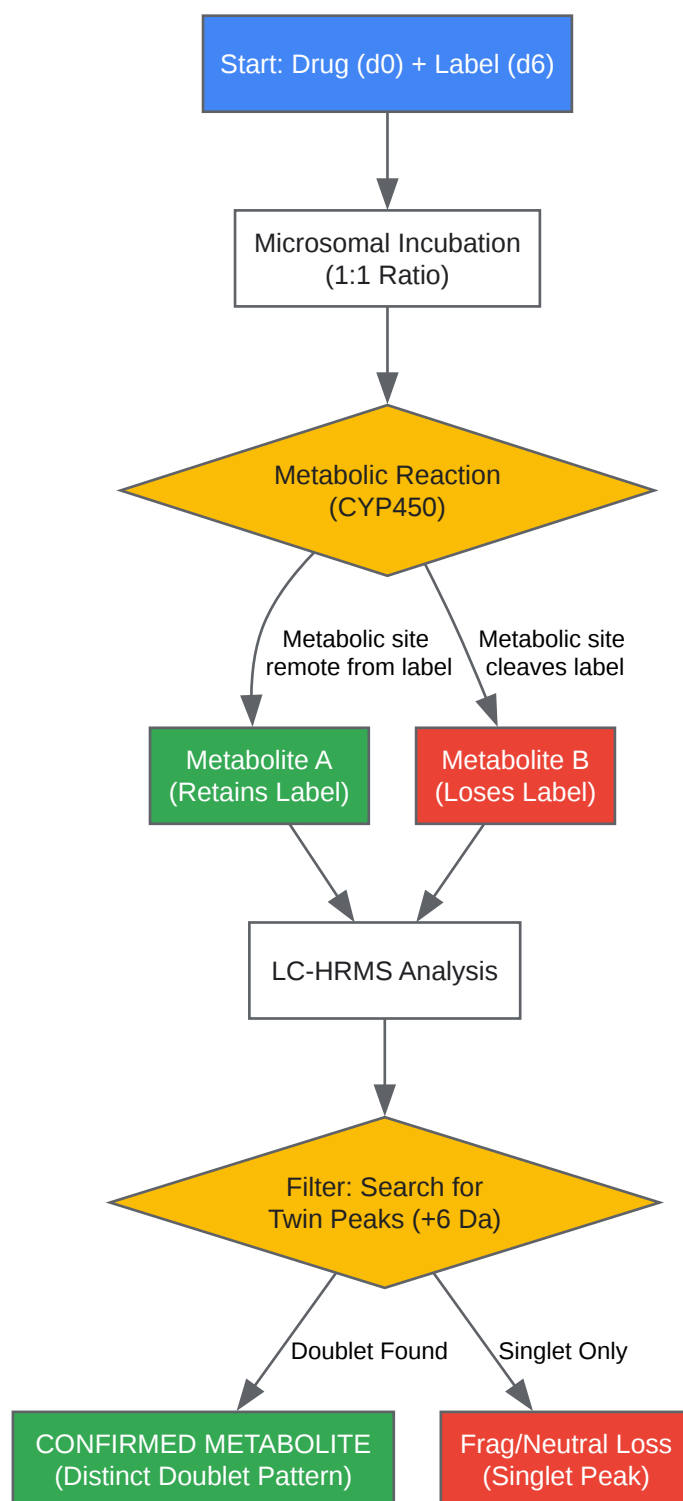 Start: Drug (d0) + Label (d6)
Microsomal Incubation
(1:1 Ratio)
Metabolic Reaction
(CYP450)
Metabolic site
remote from label
Metabolic site
cleaves label
Metabolite A
(Retains Label)
Metabolite B
(Loses Label)
LC-HRMS Analysis
Filter: Search for
Twin Peaks (+6 Da)
Doublet Found
Singlet Only
CONFIRMED METABOLITE
(Distinct Doublet Pattern)
Frag/Neutral Loss
(Singlet Peak)